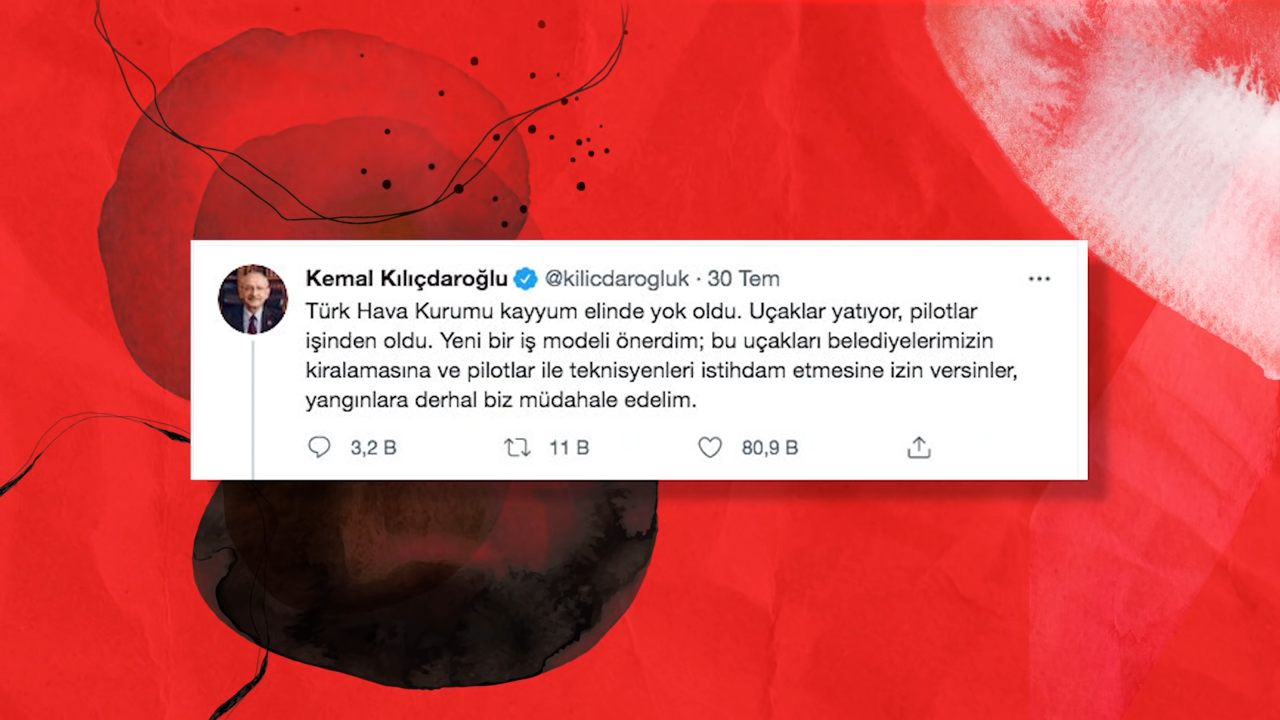 Kemal Kılıçdaroğlu @kilicdarogluk · 30 Tem
Türk Hava Kurumu kayyum elinde yok oldu. Uçaklar yatıyor, pilotlar
işinden oldu. Yeni bir iş modeli önerdim; bu uçakları belediyelerimizin
kiralamasına ve pilotlar ile teknisyenleri istihdam etmesine izin versinler,
yangınlara derhal biz müdahale edelim.
3,2 B 11 B 80,9 B